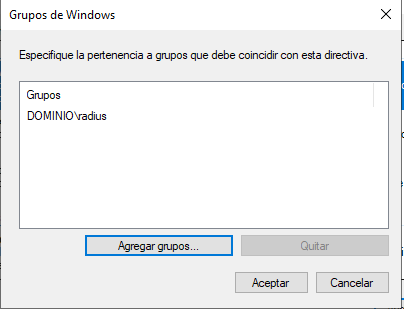 Grupos de Windows
Especifique la pertenencia a grupos que debe coincidir con esta directiva.
Grupos
DOMINIO\radius
Agregar grupos...
Quitar
Aceptar
Cancelar